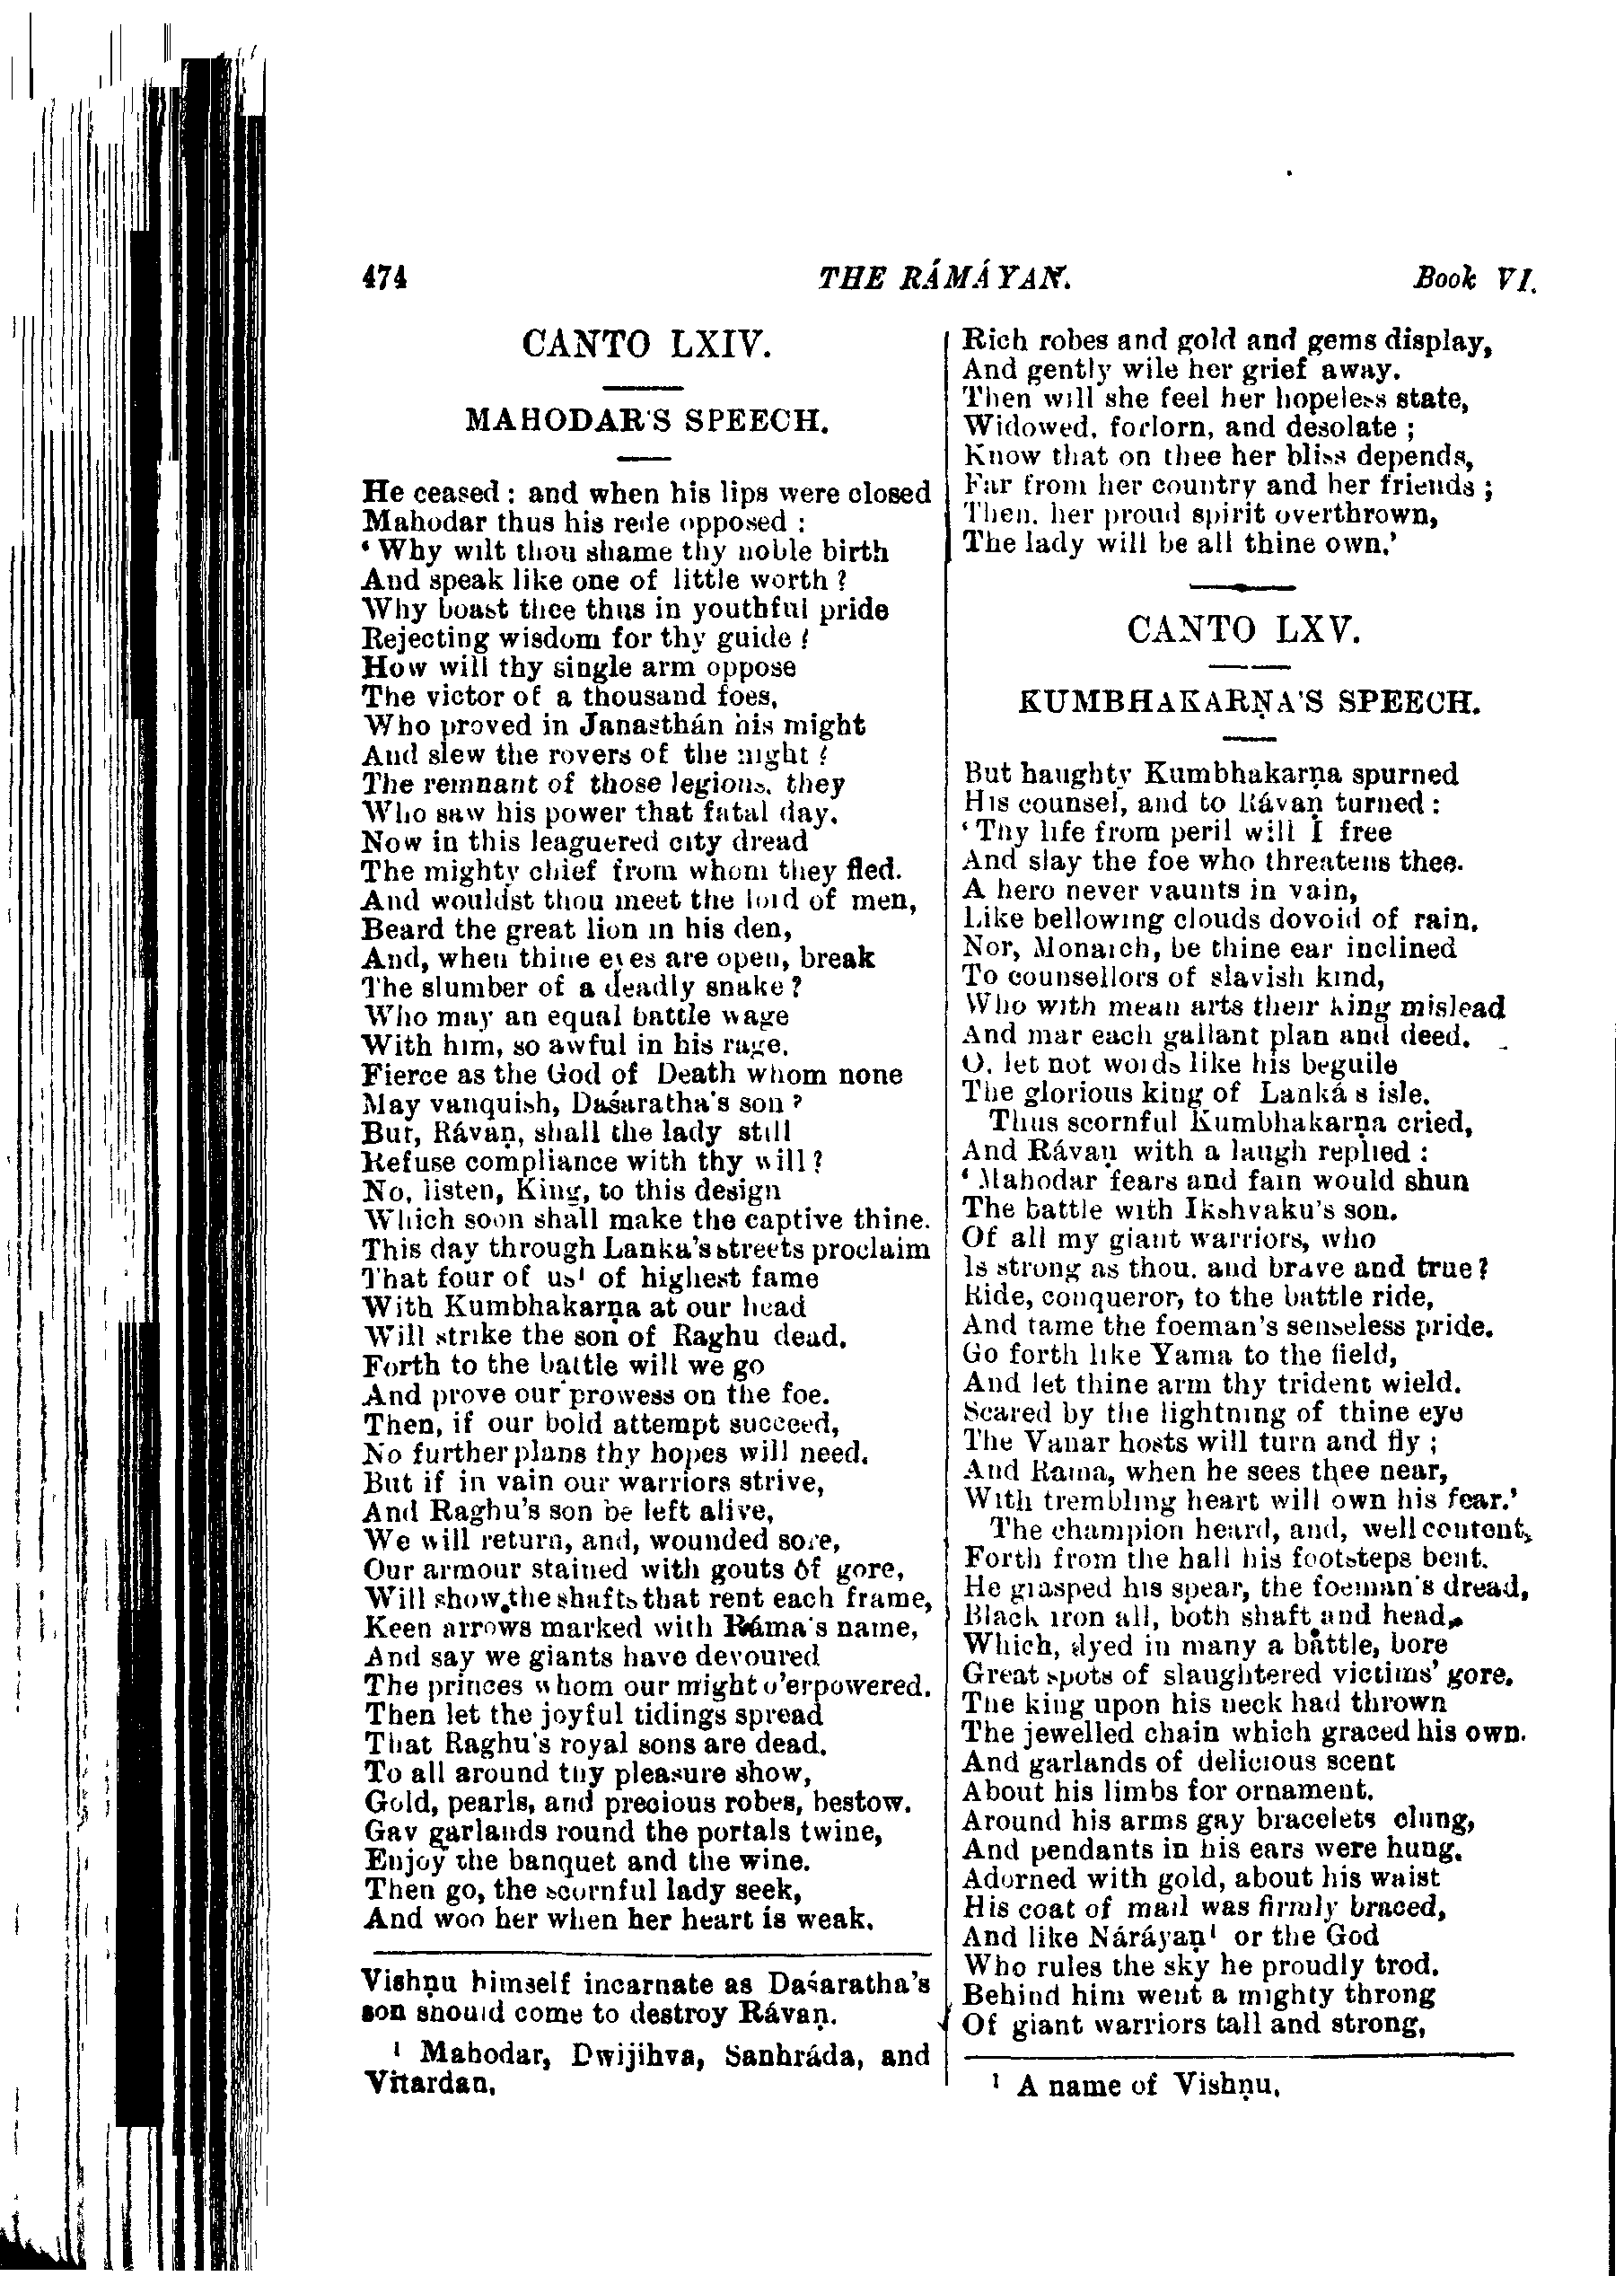 474
THE RÁMÁYAṆ.
Book VI.
CANTO LXIV.
MAHODAR'S SPEECH.
He ceased: and when his lips were closed
Mahodar thus his rede opposed:
'Why wilt thou shame thy noble birth
And speak like one of little worth?
Why boast thee thus in youthful pride
Rejecting wisdom for thy guide?
How will thy single arm oppose
The victor of a thousand foes,
Who proved in Janasthán his might
And slew the rovers of the night?
The remnant of those legions, they
Who saw his power that fatal day,
Now in this leaguered city dread
The mighty chief from whom they fled.
And wouldst thou meet the lord of men,
Beard the great lion in his den,
And, when thine eyes are open, break
The slumber of a deadly snake?
Who may an equal battle wage
With him, so awful in his rage,
Fierce as the God of Death whom none
May vanquish, Daśaratha's son?
But, Rávaṇ, shall the lady still
Refuse compliance with thy will?
No, listen, King, to this design
Which soon shall make the captive thine.
This day through Lanka's streets proclaim
That four of us¹ of highest fame
With Kumbhakarṇa at our head
Will strike the son of Raghu dead.
Forth to the battle will we go
And prove our prowess on the foe.
Then, if our bold attempt succeed,
No further plans thy hopes will need.
But if in vain our warriors strive,
And Raghu's son be left alive,
We will return, and, wounded sore,
Our armour stained with gouts of gore,
Will show the shafts that rent each frame,
Keen arrows marked with Ráma's name,
And say we giants have devoured
The princes whom our might o'erpowered.
Then let the joyful tidings spread
That Raghu's royal sons are dead.
To all around thy pleasure show,
Gold, pearls, and precious robes, bestow.
Gay garlands round the portals twine,
Enjoy the banquet and the wine.
Then go, the scornful lady seek,
And woo her when her heart is weak.
Vishṇu himself incarnate as Daśaratha's
son should come to destroy Rávaṇ.
¹ Mahodar, Dwijihva, Sanhráda, and
Vitardan.
Rich robes and gold and gems display,
And gently wile her grief away.
Then will she feel her hopeless state,
Widowed, forlorn, and desolate;
Know that on thee her bliss depends,
Far from her country and her friends;
Then, her proud spirit overthrown,
The lady will be all thine own.'
CANTO LXV.
KUMBHAKARṆA'S SPEECH.
But haughty Kumbhakarṇa spurned
His counsel, and to Rávaṇ turned:
'Thy life from peril will I free
And slay the foe who threatens thee.
A hero never vaunts in vain,
Like bellowing clouds dovoid of rain.
Nor, Monarch, be thine ear inclined
To counsellors of slavish kind,
Who with mean arts their king mislead
And mar each gallant plan and deed.
O, let not words like his beguile
The glorious king of Lanká s isle.
Thus scornful Kumbhakarṇa cried,
And Rávaṇ with a laugh replied:
'Mahodar fears and fain would shun
The battle with Ikshvaku's son.
Of all my giant warriors, who
Is strong as thou, and brave and true?
Ride, conqueror, to the battle ride,
And tame the foeman's senseless pride.
Go forth like Yama to the field,
And let thine arm thy trident wield.
Scared by the lightning of thine eye
The Vanar hosts will turn and fly;
And Rama, when he sees thee near,
With trembling heart will own his fear.'
The champion heard, and, well content,
Forth from the hall his footsteps bent.
He grasped his spear, the foeman's dread,
Black iron all, both shaft and head,
Which, dyed in many a battle, bore
Great spots of slaughtered victims' gore.
The king upon his neck had thrown
The jewelled chain which graced his own.
And garlands of delicious scent
About his limbs for ornament.
Around his arms gay bracelets clung,
And pendants in his ears were hung.
Adorned with gold, about his waist
His coat of mail was firmly braced,
And like Náráyaṇ¹ or the God
Who rules the sky he proudly trod.
Behind him went a mighty throng
Of giant warriors tall and strong,
¹ A name of Vishṇu.